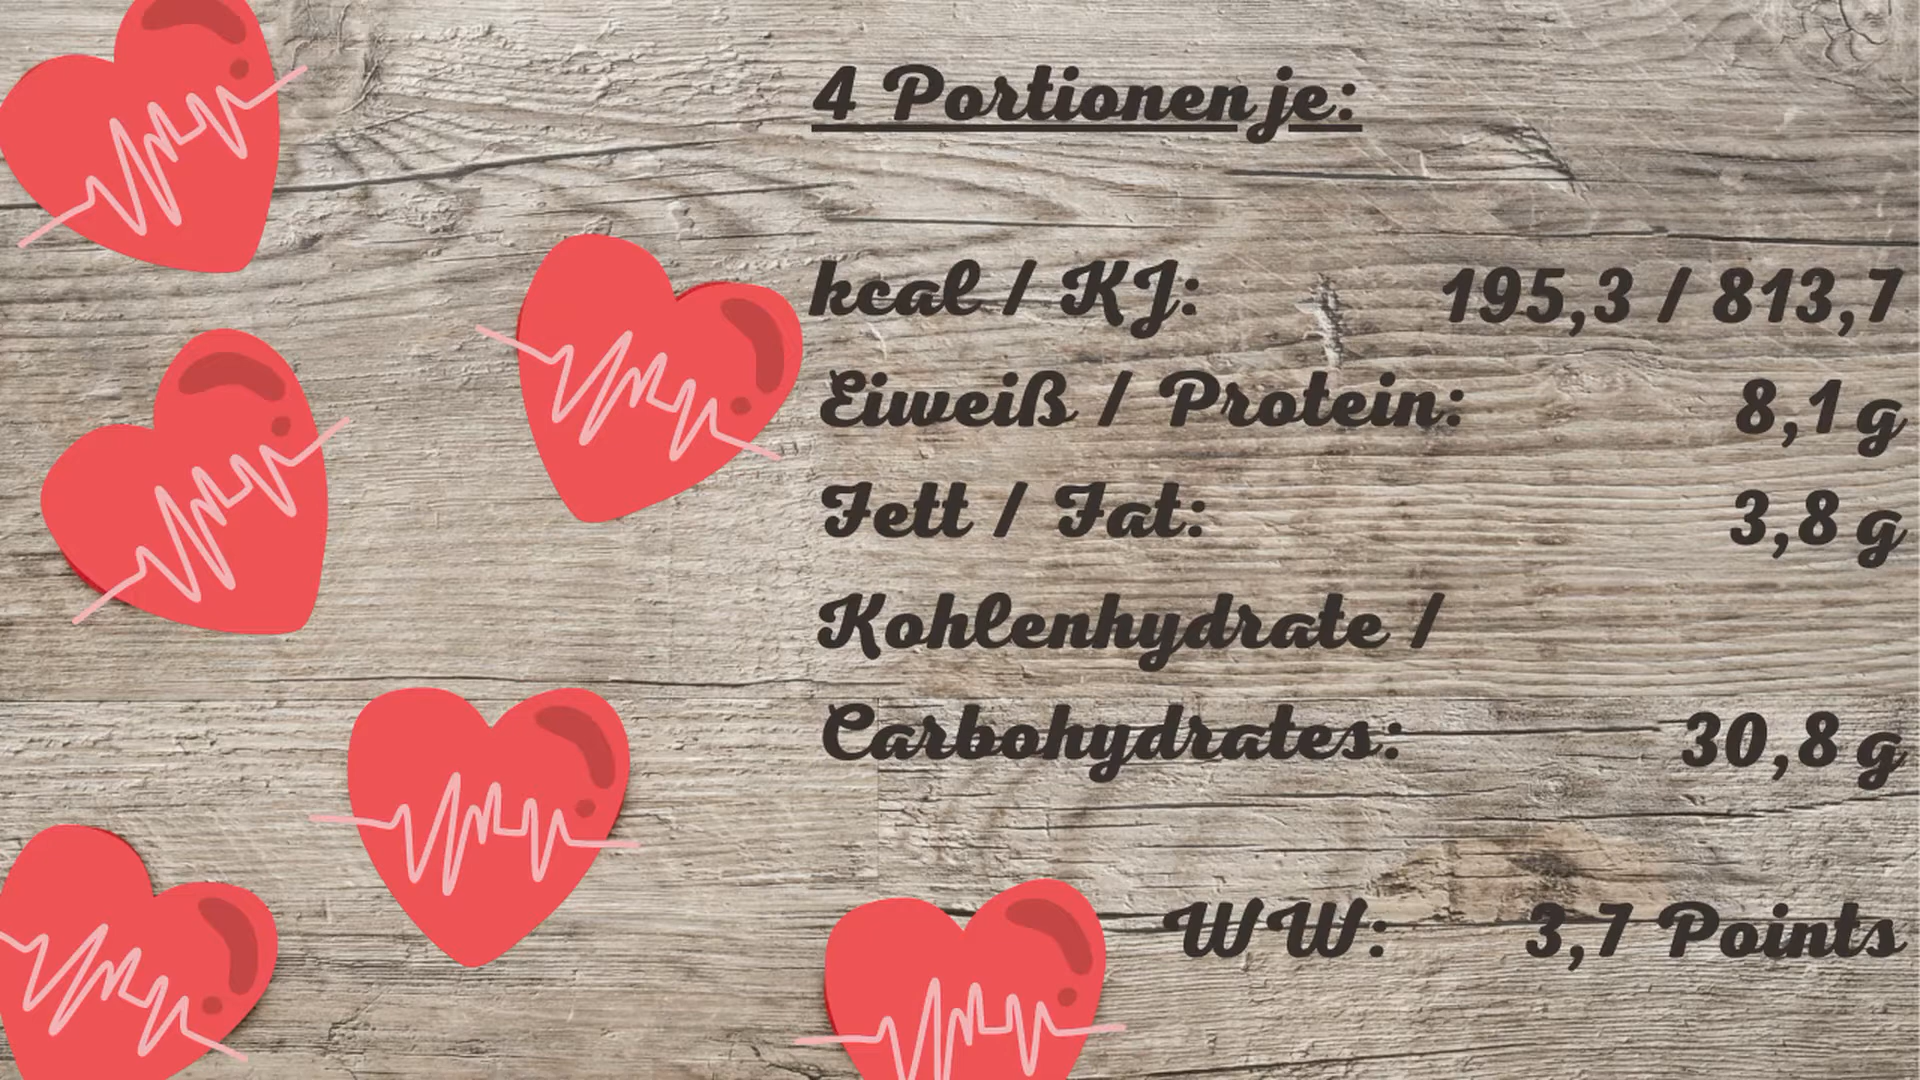 4 Portionen je:
kcal / KJ: 195,3 / 813,7
Eiweiß / Protein: 8,1 g
Fett / Fat: 3,8 g
Kohlenhydrate /
Carbohydrates: 30,8 g
WW: 3,7 Points